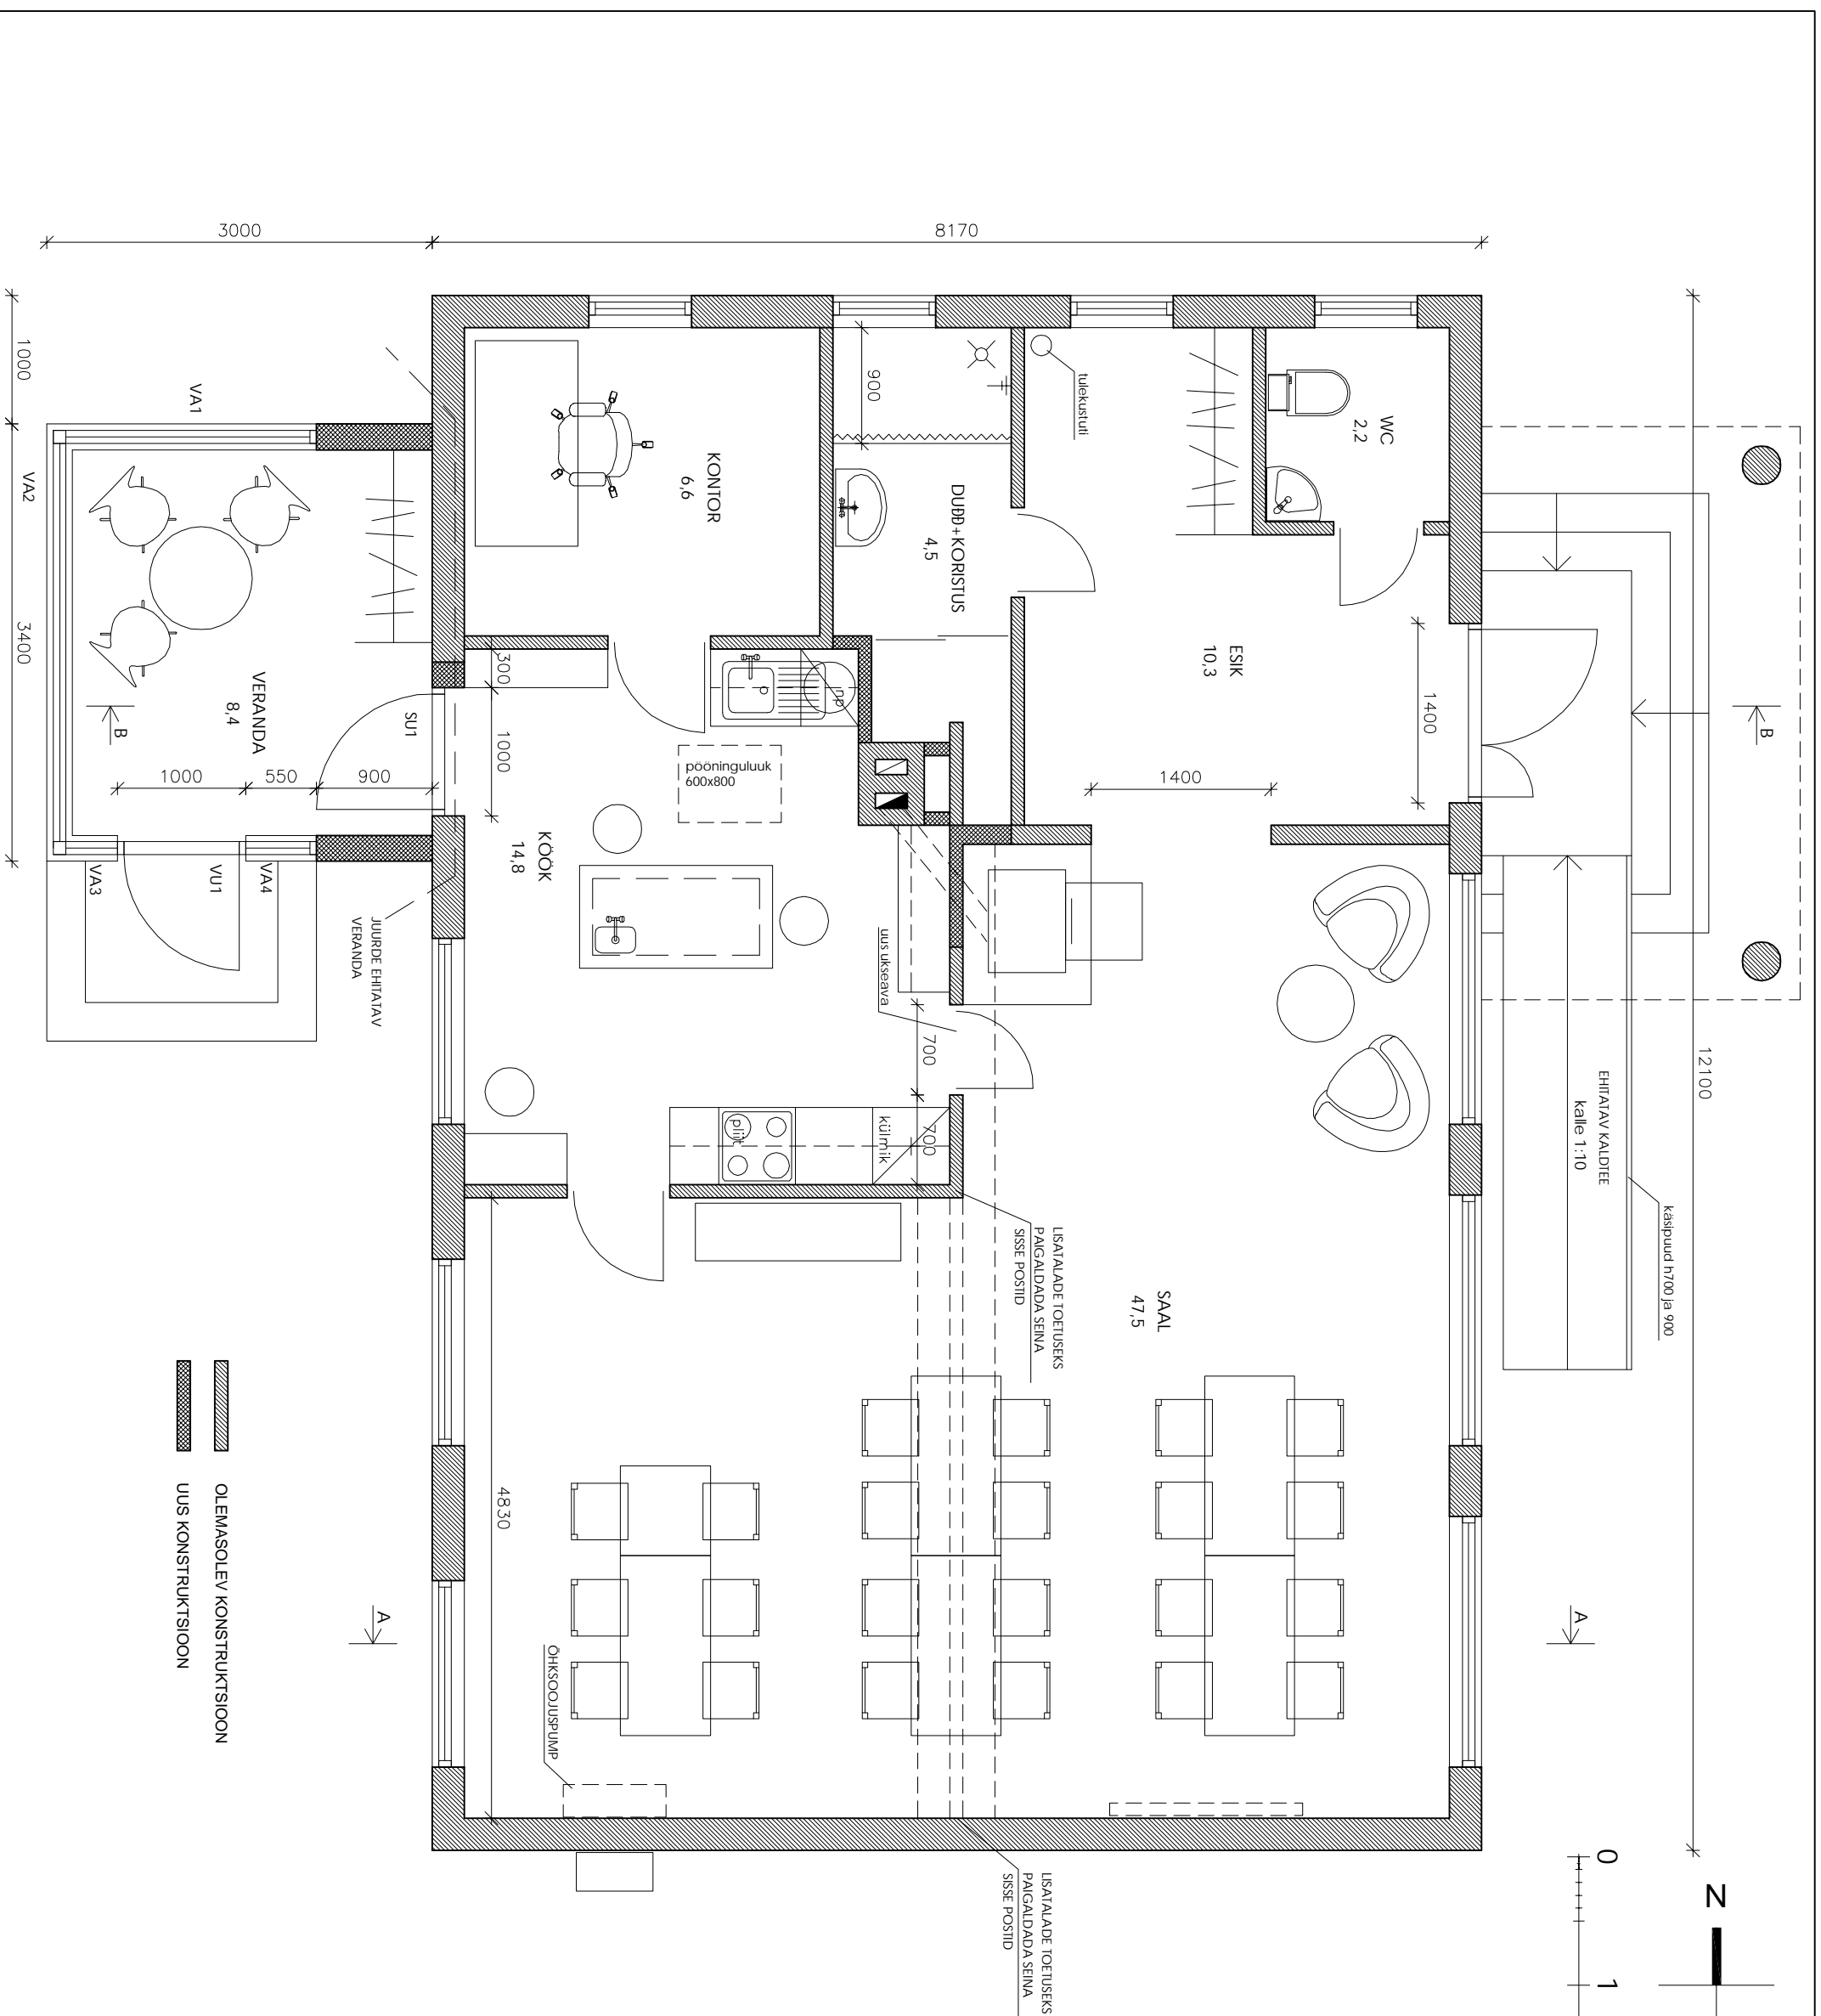 3000
8170
1000
3400
12100
1400
1400
900
300
1000
900
550
1000
700
700
4830
WC
2,2
tulekustuti
ESIK
10,3
DUÐÐ+KORISTUS
4,5
KONTOR
6,6
VA1
VA2
VERANDA
8,4
SU1
VA3
VU1
VA4
B
B
JUURDE EHITATAV
VERANDA
np
pööninguluuk
600x800
KÖÖK
14,8
uus ukseava
külmik
pliit
EHITATAV KALDTEE
kalle 1:10
käsipuud h700 ja 900
LISATALADE TOETUSEKS
PAIGALDADA SEINA
SISSE POSTID
SAAL
47,5
ÕHKSOOJUSPUMP
A
A
OLEMASOLEV KONSTRUKTSIOON
UUS KONSTRUKTSIOON
LISATALADE TOETUSEKS
PAIGALDADA SEINA
SISSE POSTID
0
1
N